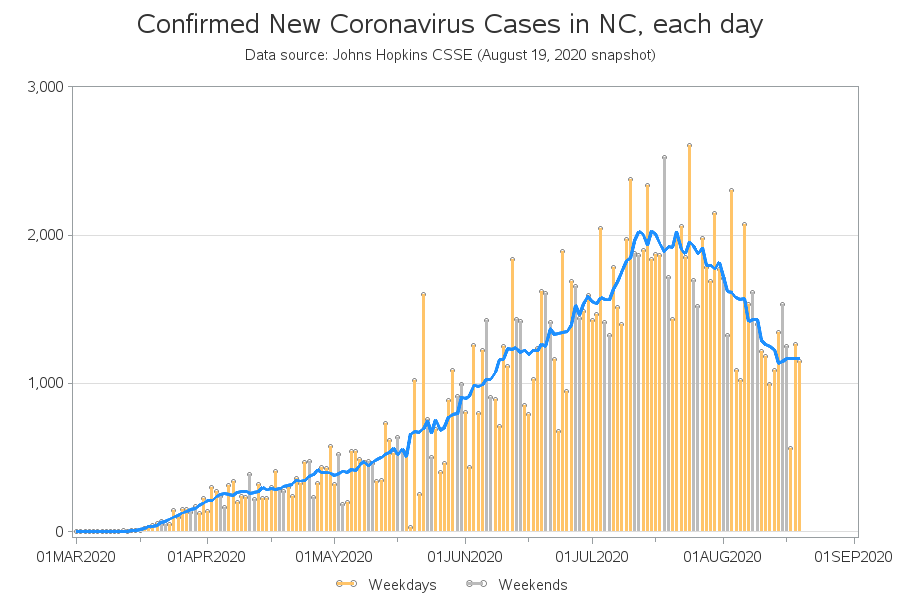 Confirmed New Coronavirus Cases in NC, each day
Data source: Johns Hopkins CSSE (August 19, 2020 snapshot)
3,000
2,000
1,000
0
01MAR2020 01APR2020 01MAY2020 01JUN2020 01JUL2020 01AUG2020 01SEP2020
Weekdays Weekends